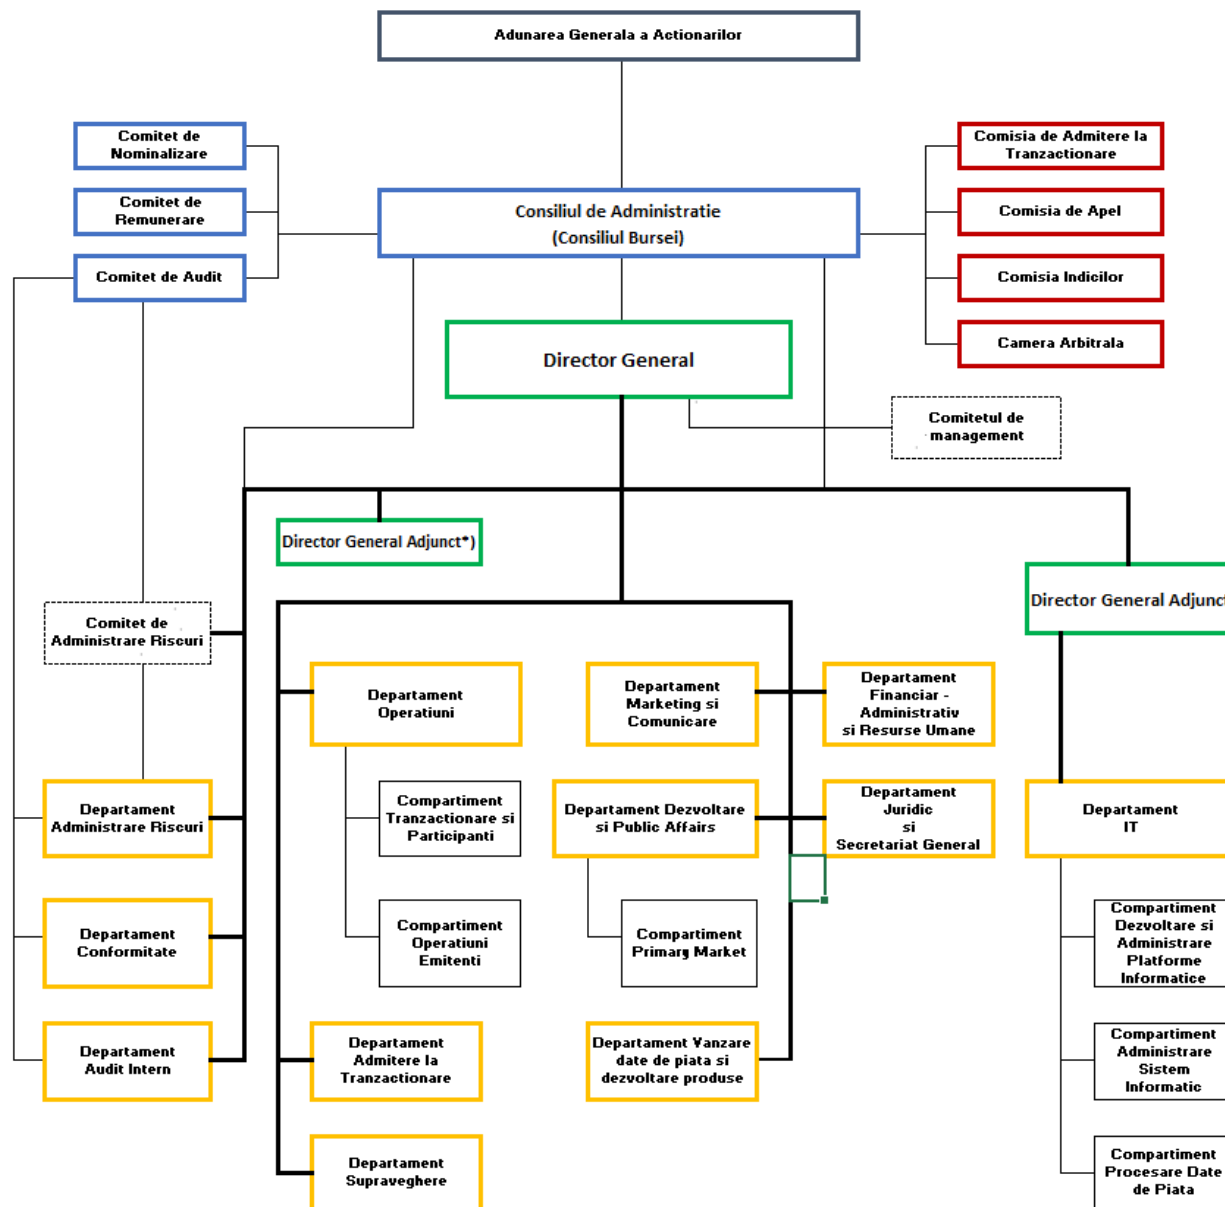 Adunarea Generala a Actionarilor
Comitet de
Nominalizare
Comisia de Admitere la
Tranzactionare
Comitet de
Remunerare
Consiliul de Administratie
(Consiliul Bursei)
Comisia de Apel
Comitet de Audit
Comisia Indicilor
Director General
Camera Arbitrala
Comitetul de
management
Director General Adjunct*)
Director General Adjunct
Comitet de
Administrare Riscuri
Departament
Operatiuni
Departament
Marketing si
Comunicare
Departament
Financiar -
Administrativ
si Resurse Umane
Departament
Administrare Riscuri
Compartiment
Tranzactionare si
Participanti
Departament Dezvoltare
si Public Affairs
Departament
Juridic
si
Secretariat General
Departament
IT
Departament
Conformitate
Compartiment
Operatiuni
Emitenti
Compartiment
Primary Market
Compartiment
Dezvoltare si
Administrare
Platforme
Informatice
Departament
Audit Intern
Departament
Admitere la
Tranzactionare
Departament Vanzare
date de piata si
dezvoltare produse
Compartiment
Administrare
Sistem
Informatic
Departament
Supraveghere
Compartiment
Procesare Date
de Piata